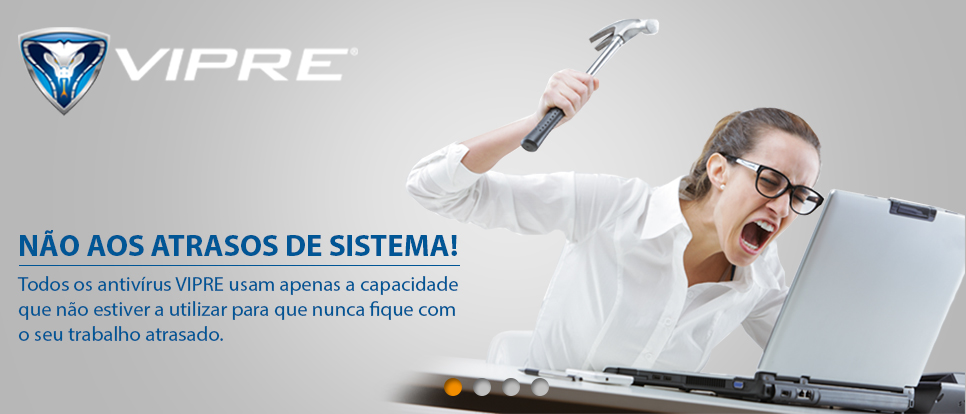 VIPRE®
NÃO AOS ATRASOS DE SISTEMA!
Todos os antivírus VIPRE usam apenas a capacidade
que não estiver a utilizar para que nunca fique com
o seu trabalho atrasado.